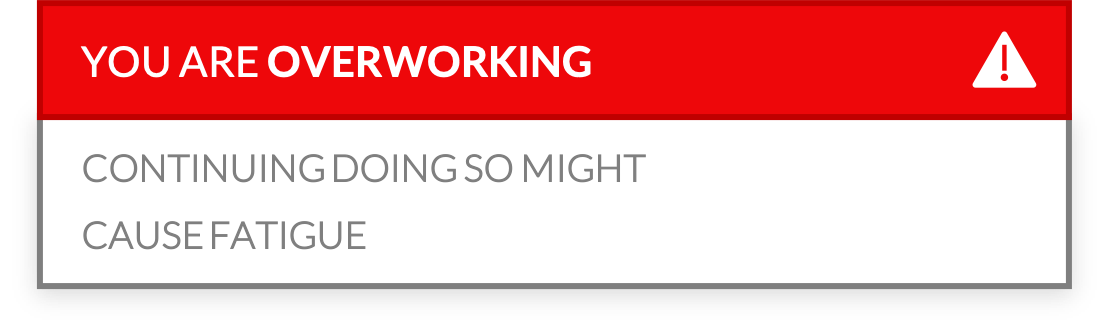 YOU ARE OVERWORKING
CONTINUING DOING SO MIGHT
CAUSE FATIGUE